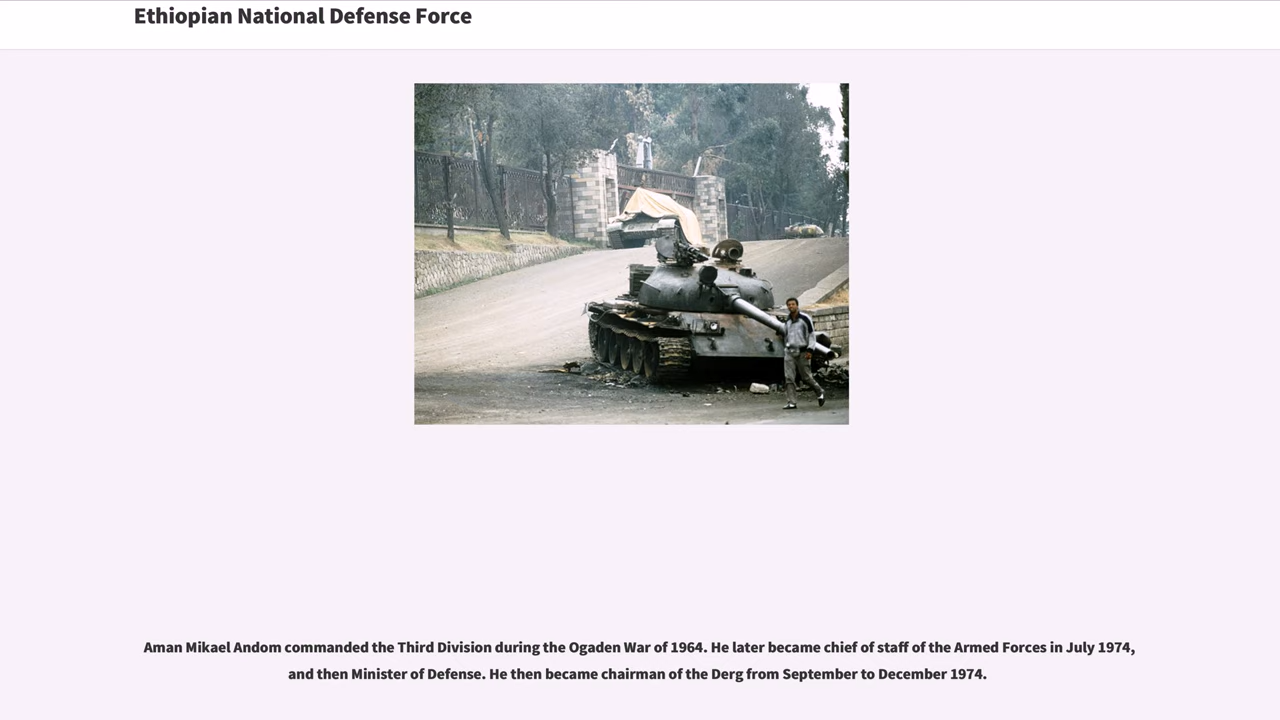 Ethiopian National Defense Force
Aman Mikael Andom commanded the Third Division during the Ogaden War of 1964. He later became chief of staff of the Armed Forces in July 1974,
and then Minister of Defense. He then became chairman of the Derg from September to December 1974.